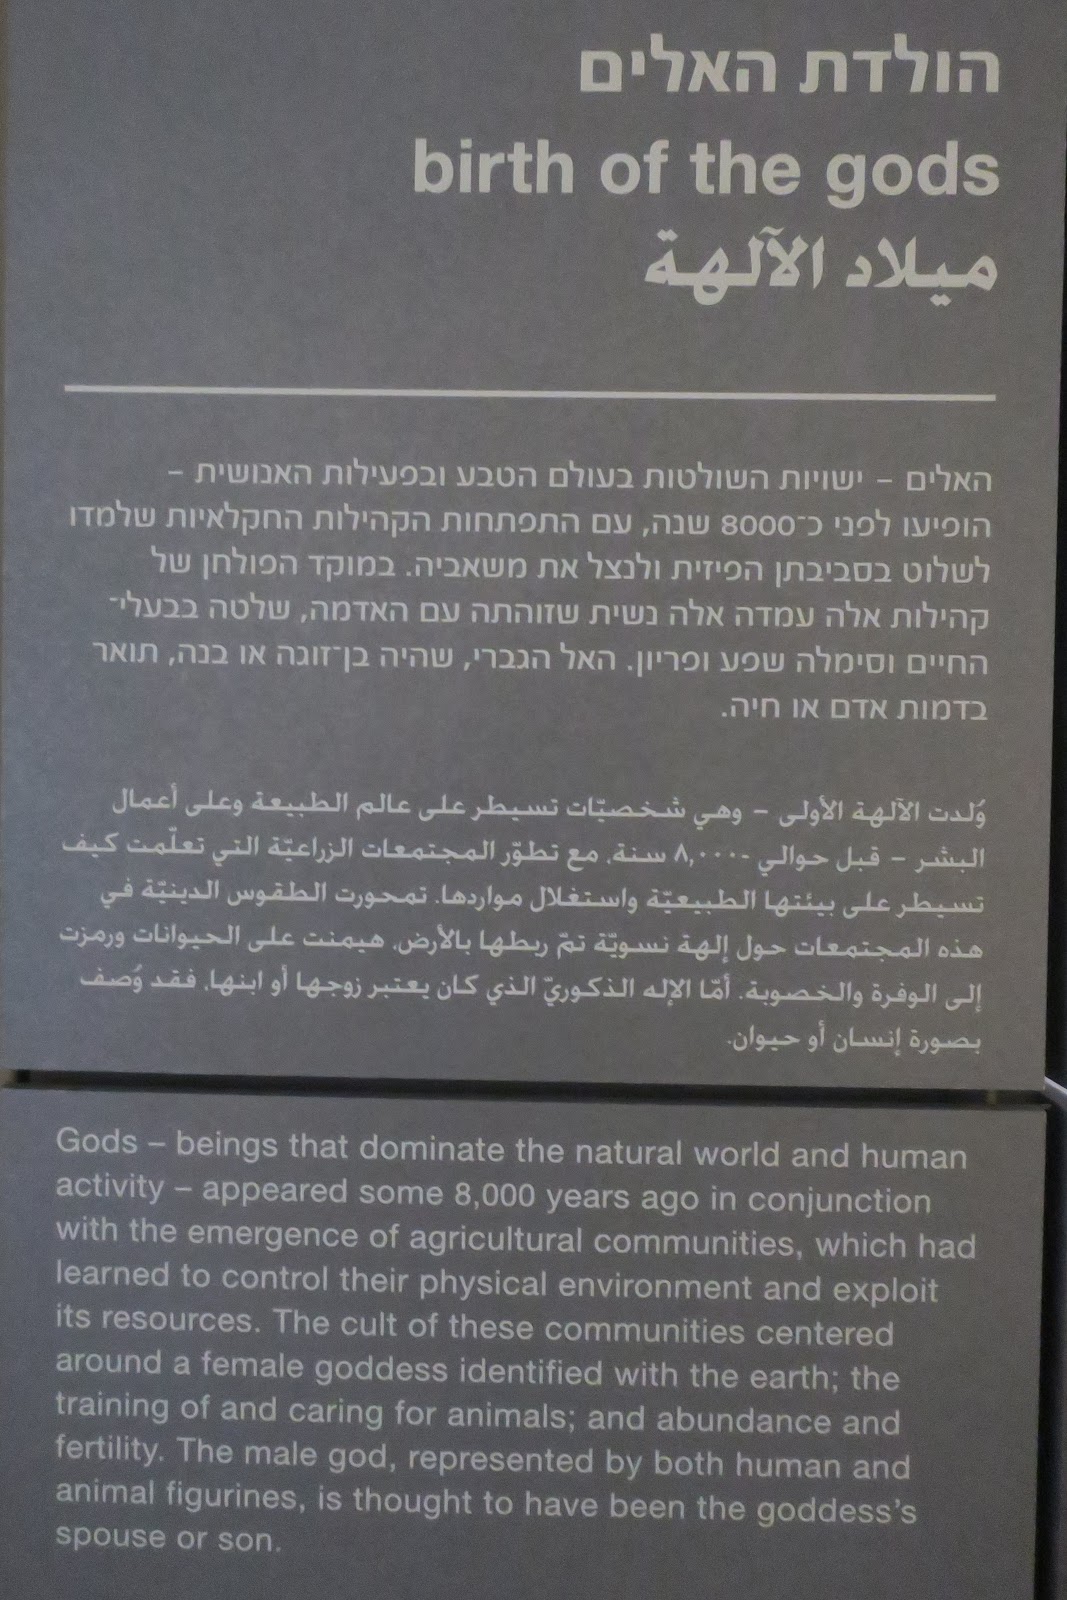 הולדת האלים
birth of the gods
ميلاد الآلهة
האלים – ישויות השולטות בעולם הטבע ובפעילות האנושית –
הופיעו לפני כ־8000 שנה, עם התפתחות הקהילות החקלאיות שלמדו
לשלוט בסביבתן הפיזית ולנצל את משאביה. במוקד הפולחן של
קהילות אלה עמדה אלה נשית שזוהתה עם האדמה, שלטה בבעלי־
החיים וסימלה שפע ופריון. האל הגברי, שהיה בן־זוגה או בנה, תואר
בדמות אדם או חיה.
وُلدت الآلهة الأولى – وهي شخصيّات تسيطر على عالم الطبيعة وعلى أعمال
البشر – قبل حوالي ٨,٠٠٠- سنة، مع تطوّر المجتمعات الزراعيّة التي تعلّمت كيف
تسيطر على بيئتها الطبيعيّة واستغلال مواردها. تمحورت الطقوس الدينيّة في
هذه المجتمعات حول إلهة نسويّة تمّ ربطها بالأرض، هيمنت على الحيوانات ورمزت
إلى الوفرة والخصوبة. أمّا الإله الذكوريّ الذي كان يعتبر زوجها أو ابنها، فقد وُصف
بصورة إنسان أو حيوان.
Gods – beings that dominate the natural world and human
activity – appeared some 8,000 years ago in conjunction
with the emergence of agricultural communities, which had
learned to control their physical environment and exploit
its resources. The cult of these communities centered
around a female goddess identified with the earth; the
training of and caring for animals; and abundance and
fertility. The male god, represented by both human and
animal figurines, is thought to have been the goddess's
spouse or son.